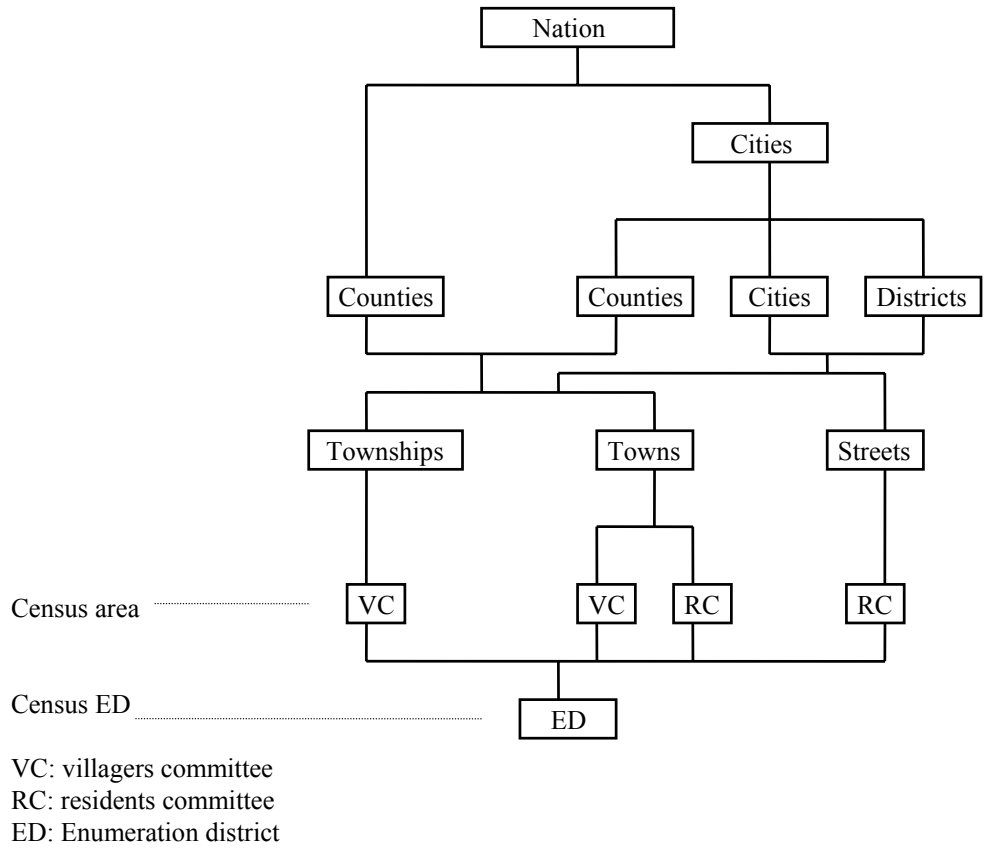 Nation
Cities
Counties
Counties
Cities
Districts
Townships
Towns
Streets
Census area
VC
VC
RC
RC
Census ED
ED
VC: villagers committee
RC: residents committee
ED: Enumeration district